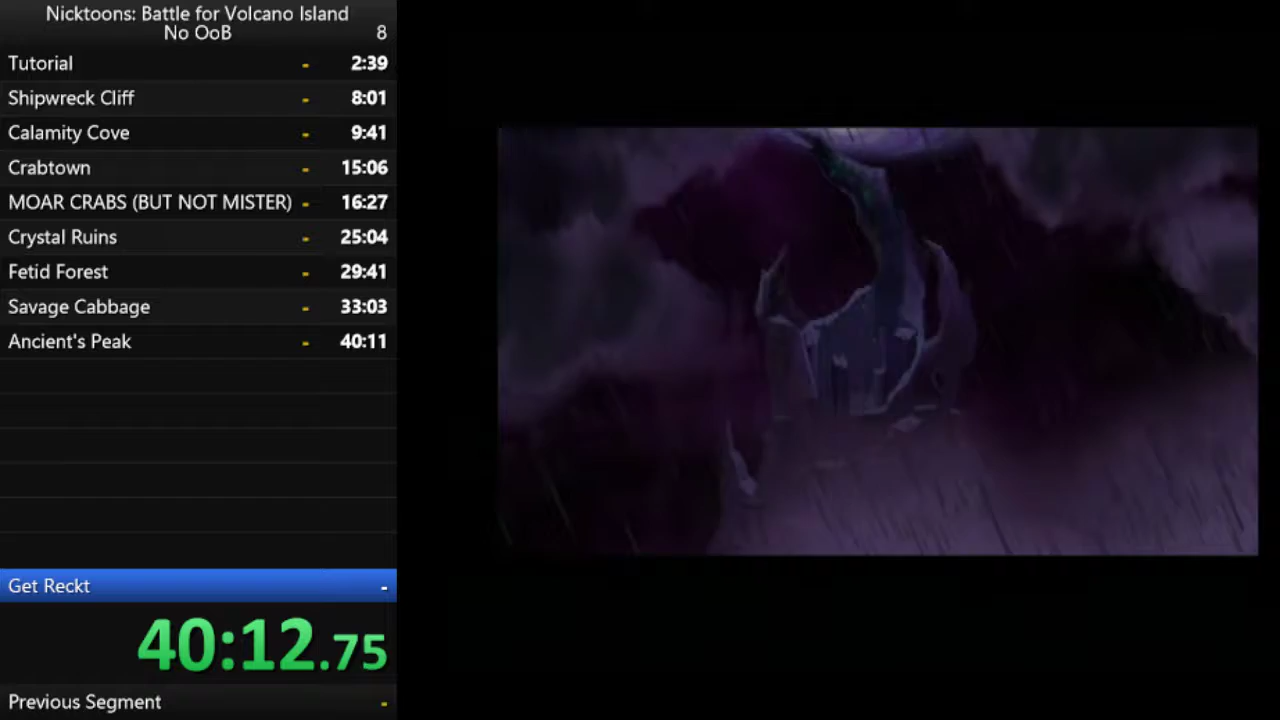 Nicktoons: Battle for Volcano Island
No OoB 8
Tutorial - 2:39
Shipwreck Cliff - 8:01
Calamity Cove - 9:41
Crabtown - 15:06
MOAR CRABS (BUT NOT MISTER) - 16:27
Crystal Ruins - 25:04
Fetid Forest - 29:41
Savage Cabbage - 33:03
Ancient's Peak - 40:11
Get Reckt -
40:12.75
Previous Segment -